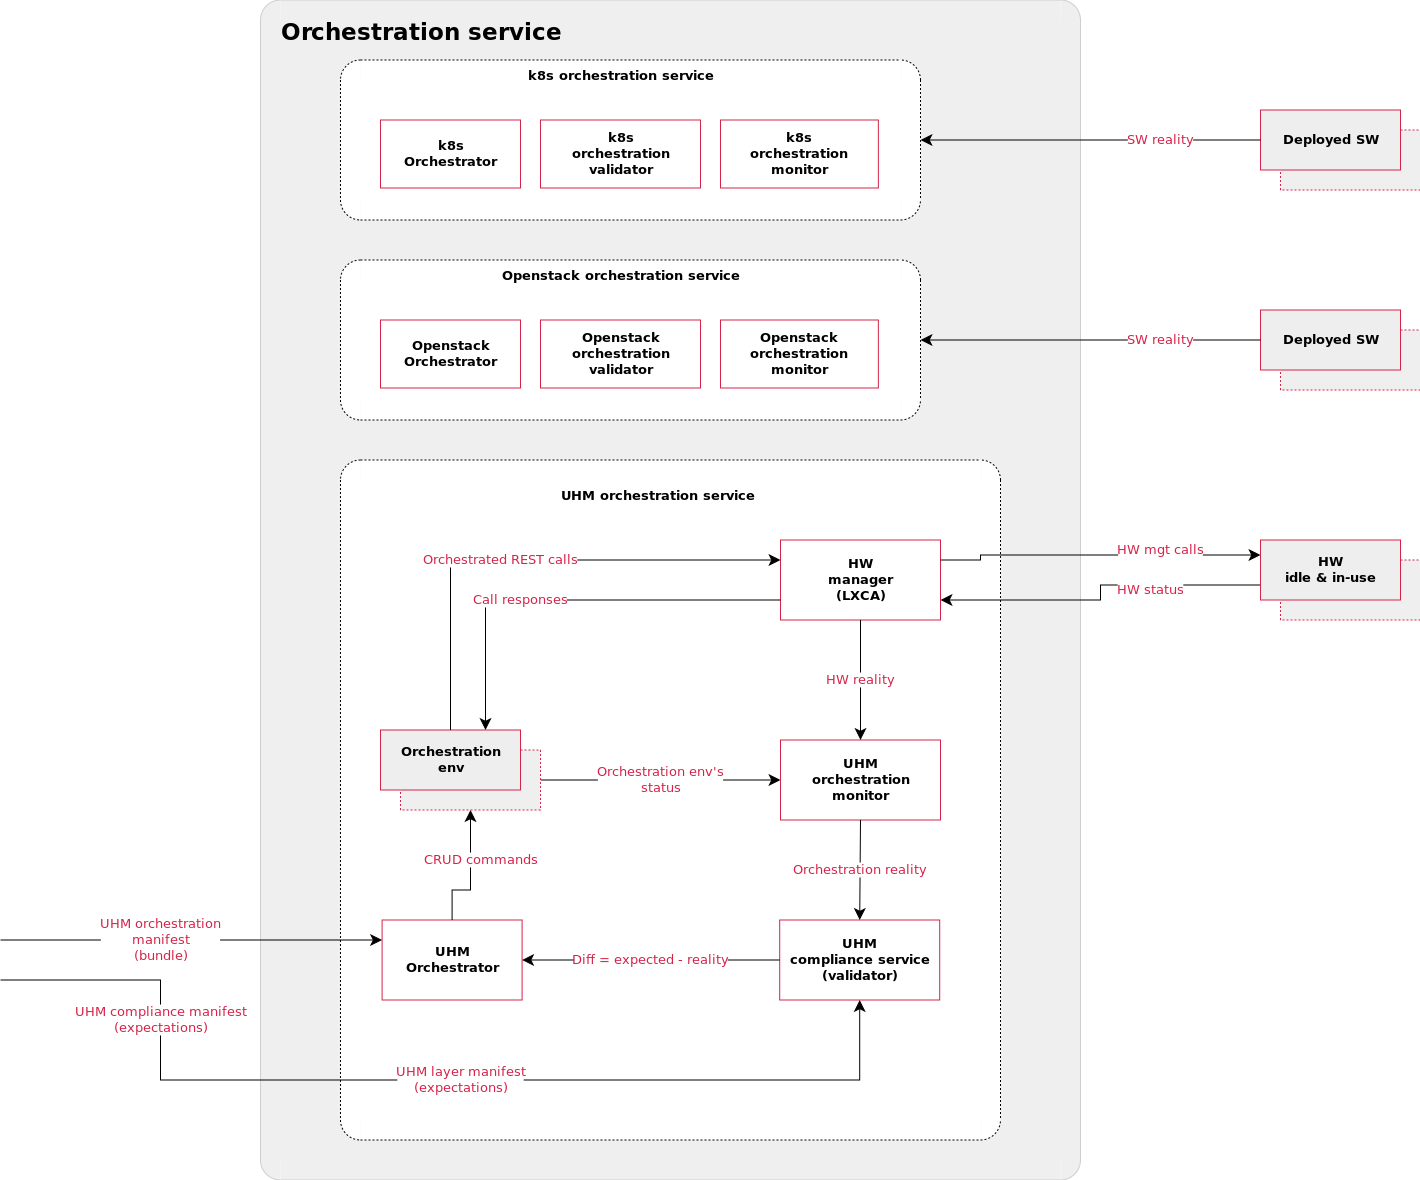 Orchestration service
k8s orchestration service
k8s
Orchestrator
k8s
orchestration
validator
k8s
orchestration
monitor
SW reality
Deployed SW
Openstack orchestration service
Openstack
Orchestrator
Openstack
orchestration
validator
Openstack
orchestration
monitor
SW reality
Deployed SW
UHM orchestration service
Orchestrated REST calls
Call responses
HW
manager
(LXCA)
HW mgt calls
HW status
HW
idle & in-use
HW reality
Orchestration
env
Orchestration env's
status
UHM
orchestration
monitor
CRUD commands
Orchestration reality
UHM orchestration
manifest
(bundle)
UHM
Orchestrator
Diff = expected - reality
UHM
compliance service
(validator)
UHM compliance manifest
(expectations)
UHM layer manifest
(expectations)